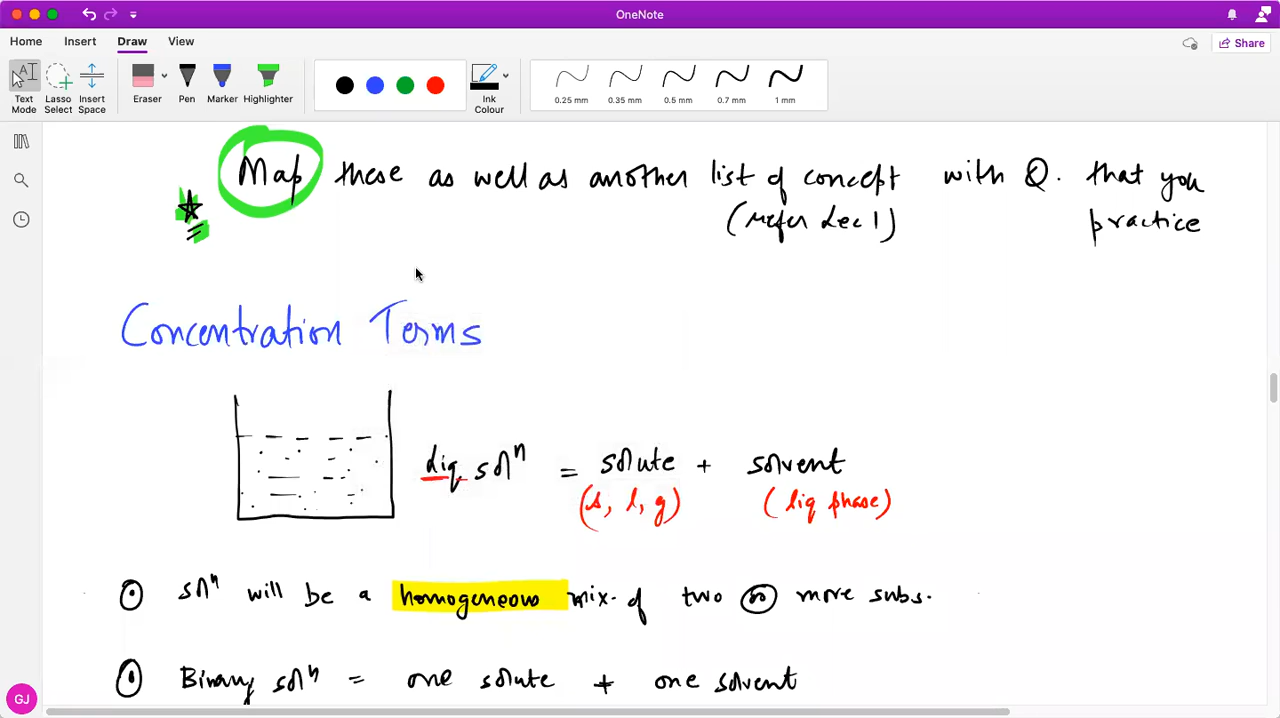 OneNote
Home Insert Draw View
Share
Text Mode
Lasso Select
Insert Space
Eraser
Pen
Marker
Highlighter
Ink Colour
0.25 mm 0.35 mm 0.5 mm 0.7 mm 1 mm
Map these as well as another list of concept with Q. that you
(refer Lec 1) practice
Concentration Terms
liq solⁿ = solute + solvent
(s, l, g) (liq phase)
solⁿ will be a homogeneous mix. of two or more subs.
Binary solⁿ = one solute + one solvent
GJ